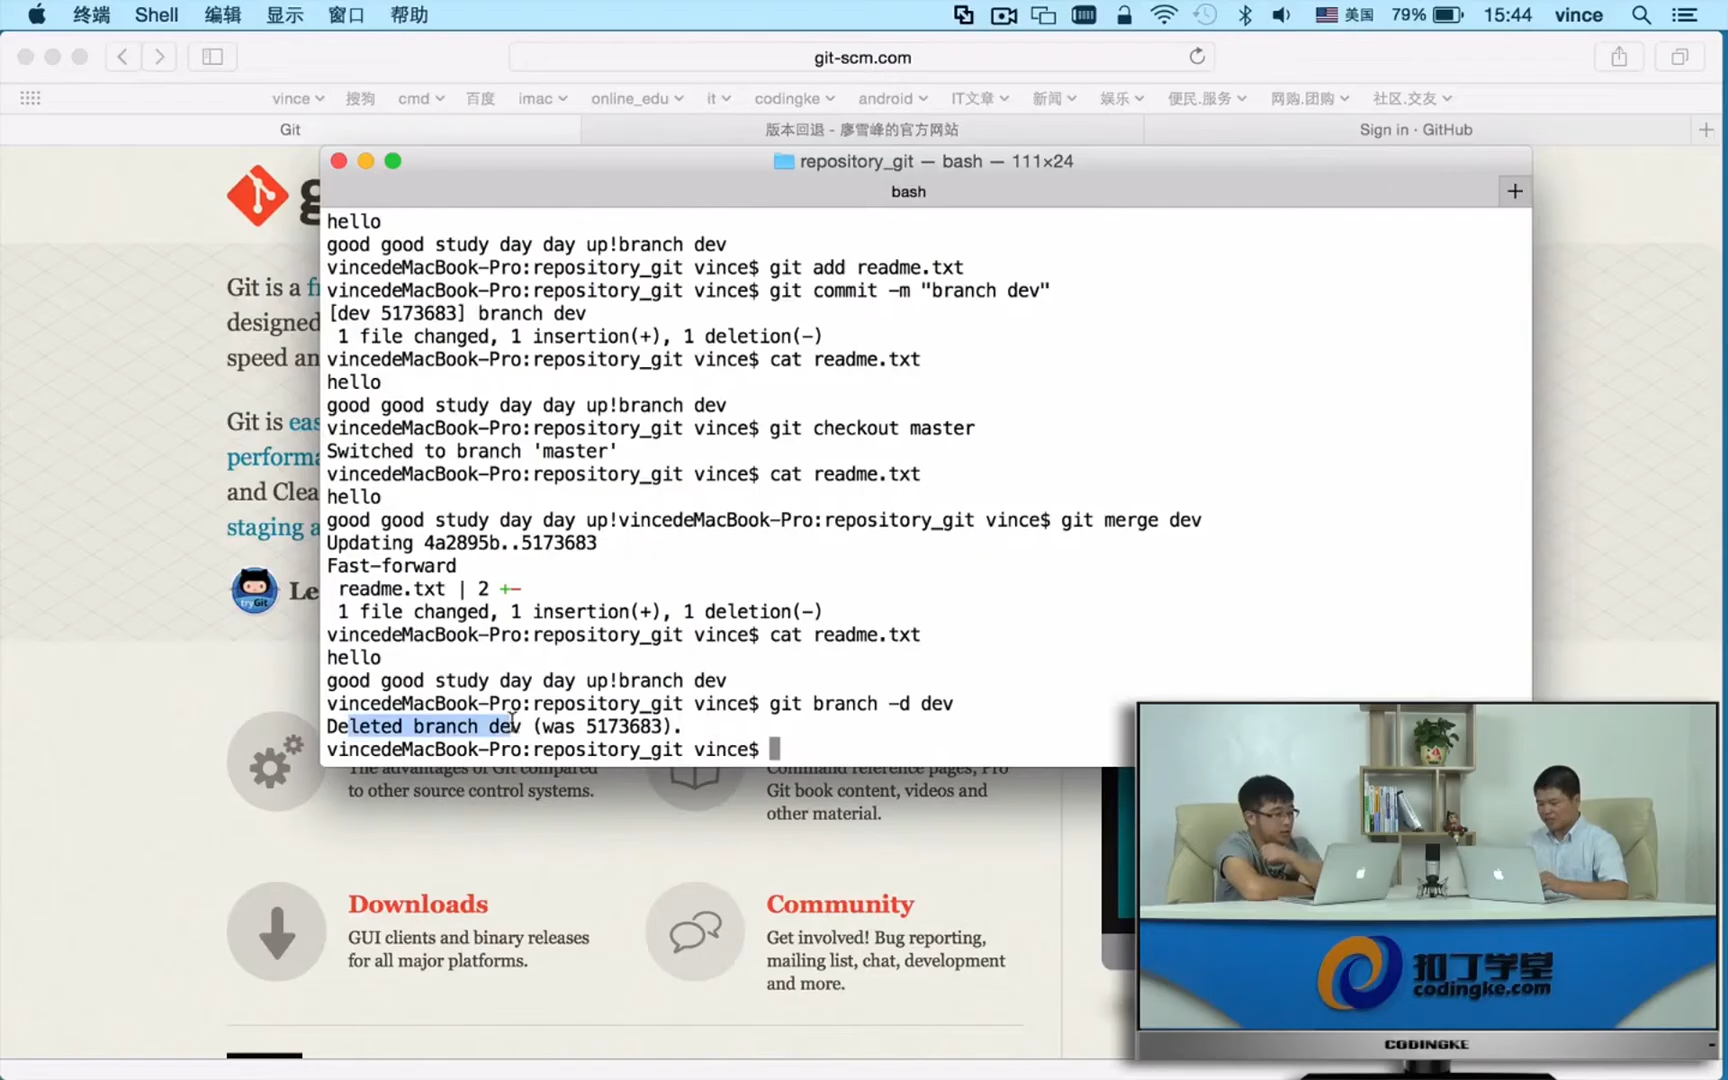 终端 Shell 编辑 显示 窗口 帮助 美国 79% 15:44 vince
git-scm.com
vince 搜狗 cmd 百度 imac online_edu it codingke android IT文章 新闻 娱乐 便民.服务 网购.团购 社区.交友
Git 版本回退 - 廖雪峰的官方网站 Sign in · GitHub
repository_git — bash — 111×24
bash
hello
good good study day day up!branch dev
vincedeMacBook-Pro:repository_git vince$ git add readme.txt
vincedeMacBook-Pro:repository_git vince$ git commit -m "branch dev"
[dev 5173683] branch dev
1 file changed, 1 insertion(+), 1 deletion(-)
vincedeMacBook-Pro:repository_git vince$ cat readme.txt
hello
good good study day day up!branch dev
vincedeMacBook-Pro:repository_git vince$ git checkout master
Switched to branch 'master'
vincedeMacBook-Pro:repository_git vince$ cat readme.txt
hello
good good study day day up!vincedeMacBook-Pro:repository_git vince$ git merge dev
Updating 4a2895b..5173683
Fast-forward
readme.txt | 2 +-
1 file changed, 1 insertion(+), 1 deletion(-)
vincedeMacBook-Pro:repository_git vince$ cat readme.txt
hello
good good study day day up!branch dev
vincedeMacBook-Pro:repository_git vince$ git branch -d dev
Deleted branch dev (was 5173683).
vincedeMacBook-Pro:repository_git vince$
g
Git is a f
designed
speed an
Git is eas
performa
and Clea
staging a
tryGit
Le
The advantages of Git compared
to other source control systems.
Command reference pages, Pro
Git book content, videos and
other material.
Downloads
GUI clients and binary releases
for all major platforms.
Community
Get involved! Bug reporting,
mailing list, chat, development
and more.
扣丁学堂
codingke.com
CODINGKE